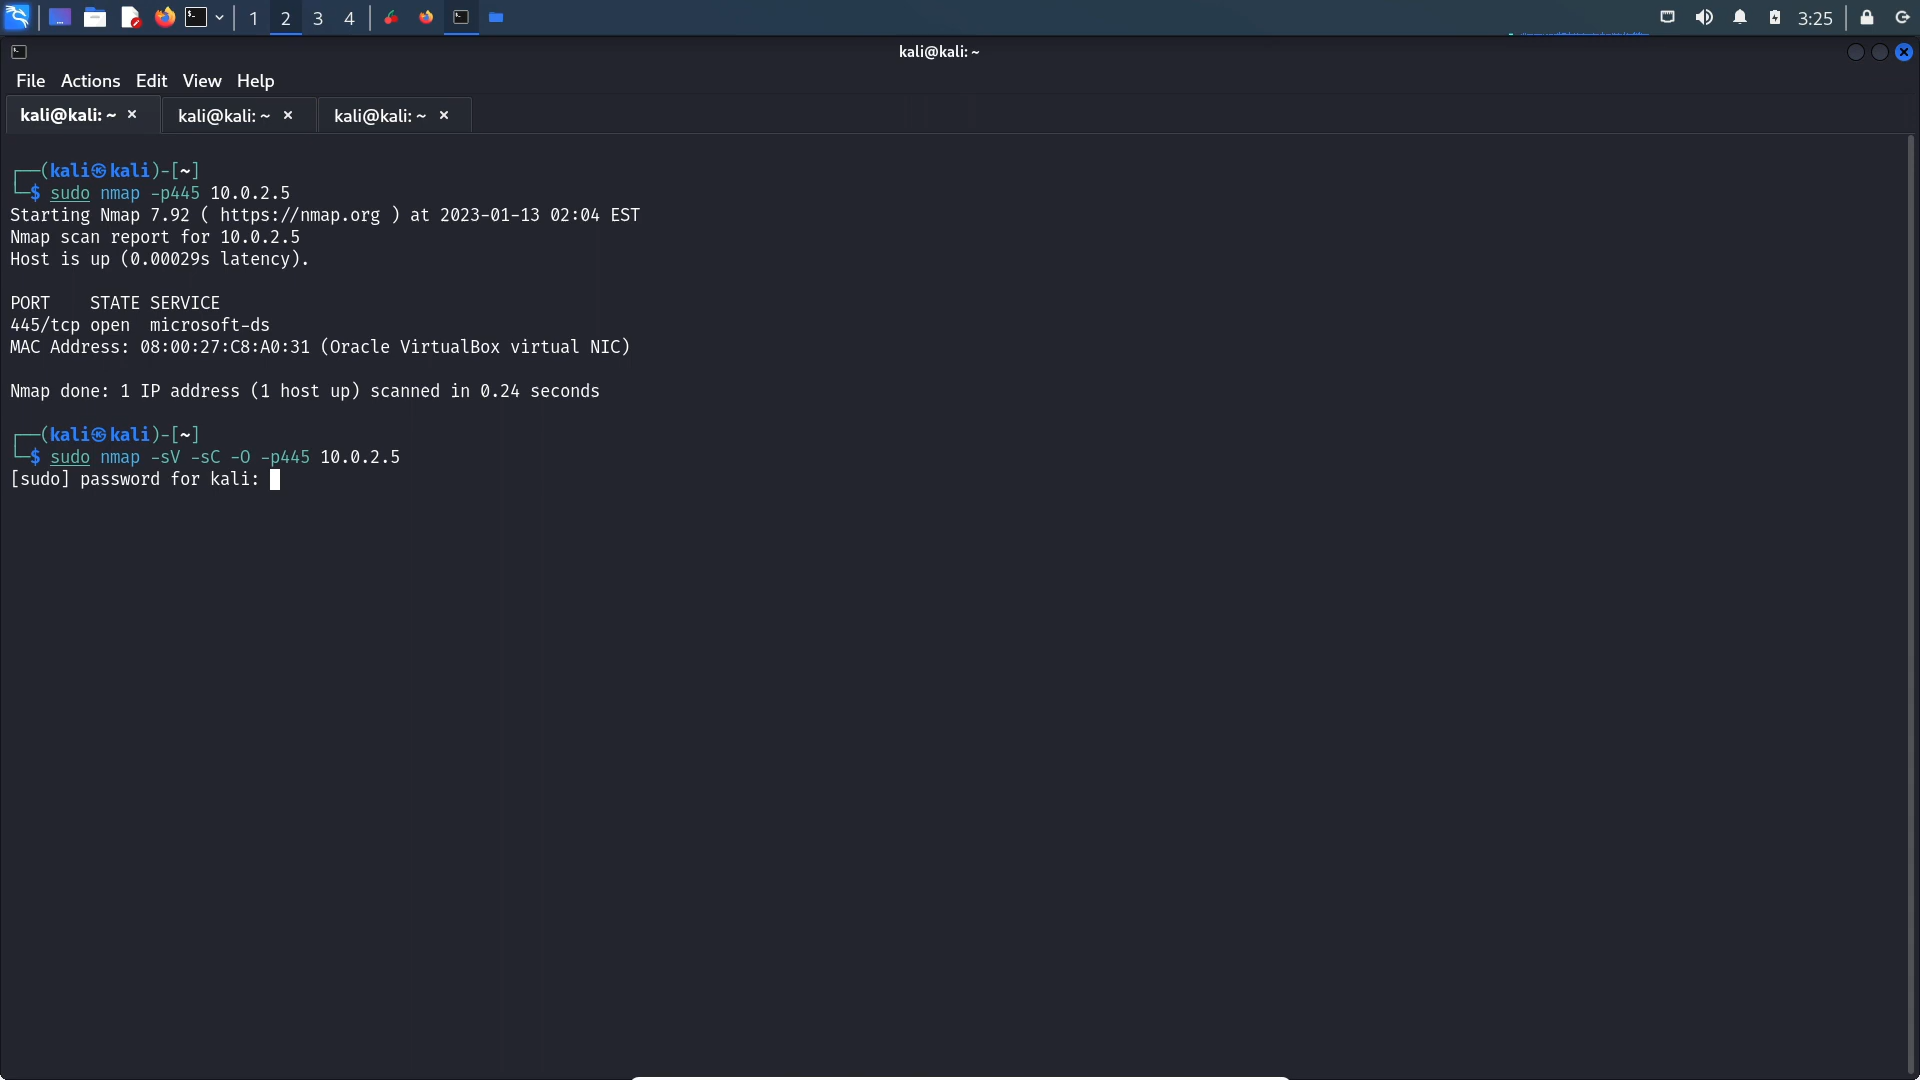 1 2 3 4 3:25
kali@kali: ~
File Actions Edit View Help
kali@kali: ~ × kali@kali: ~ × kali@kali: ~ ×
┌──(kali㉿kali)-[~]
└─$ sudo nmap -p445 10.0.2.5
Starting Nmap 7.92 ( https://nmap.org ) at 2023-01-13 02:04 EST
Nmap scan report for 10.0.2.5
Host is up (0.00029s latency).
PORT    STATE SERVICE
445/tcp open  microsoft-ds
MAC Address: 08:00:27:C8:A0:31 (Oracle VirtualBox virtual NIC)
Nmap done: 1 IP address (1 host up) scanned in 0.24 seconds
┌──(kali㉿kali)-[~]
└─$ sudo nmap -sV -sC -O -p445 10.0.2.5
[sudo] password for kali: